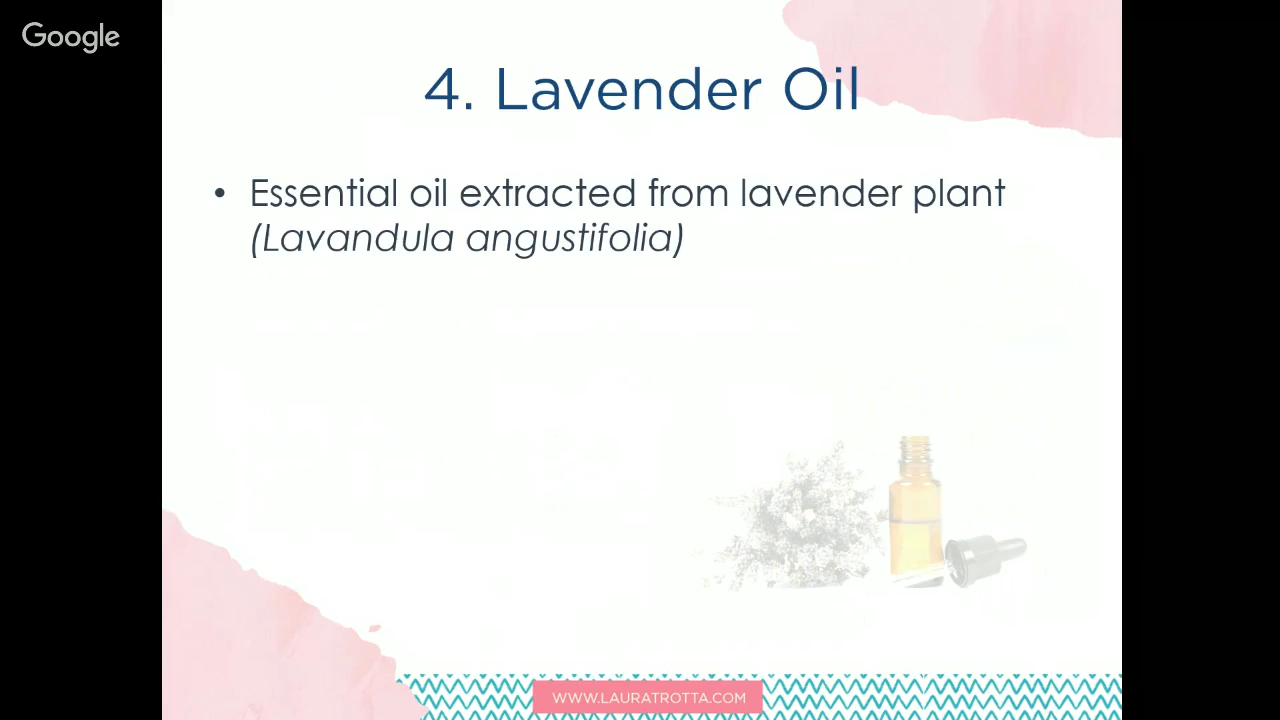 Google
4. Lavender Oil
• Essential oil extracted from lavender plant
(Lavandula angustifolia)
WWW.LAURATROTTA.COM